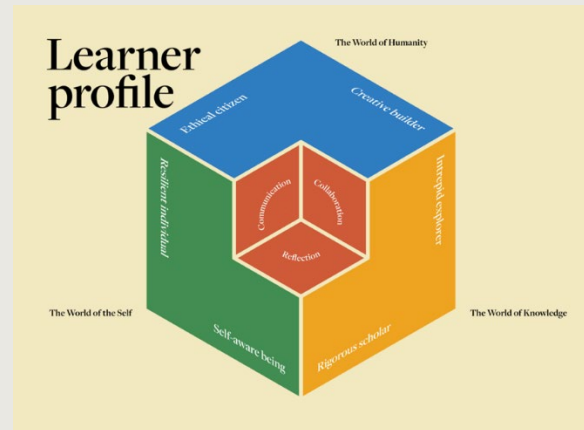 Learner
profile
The World of Humanity
Ethical citizen
Creative builder
Resilient individual
Intrepid explorer
Communication
Collaboration
Reflection
The World of the Self
The World of Knowledge
Self-aware being
Rigorous scholar